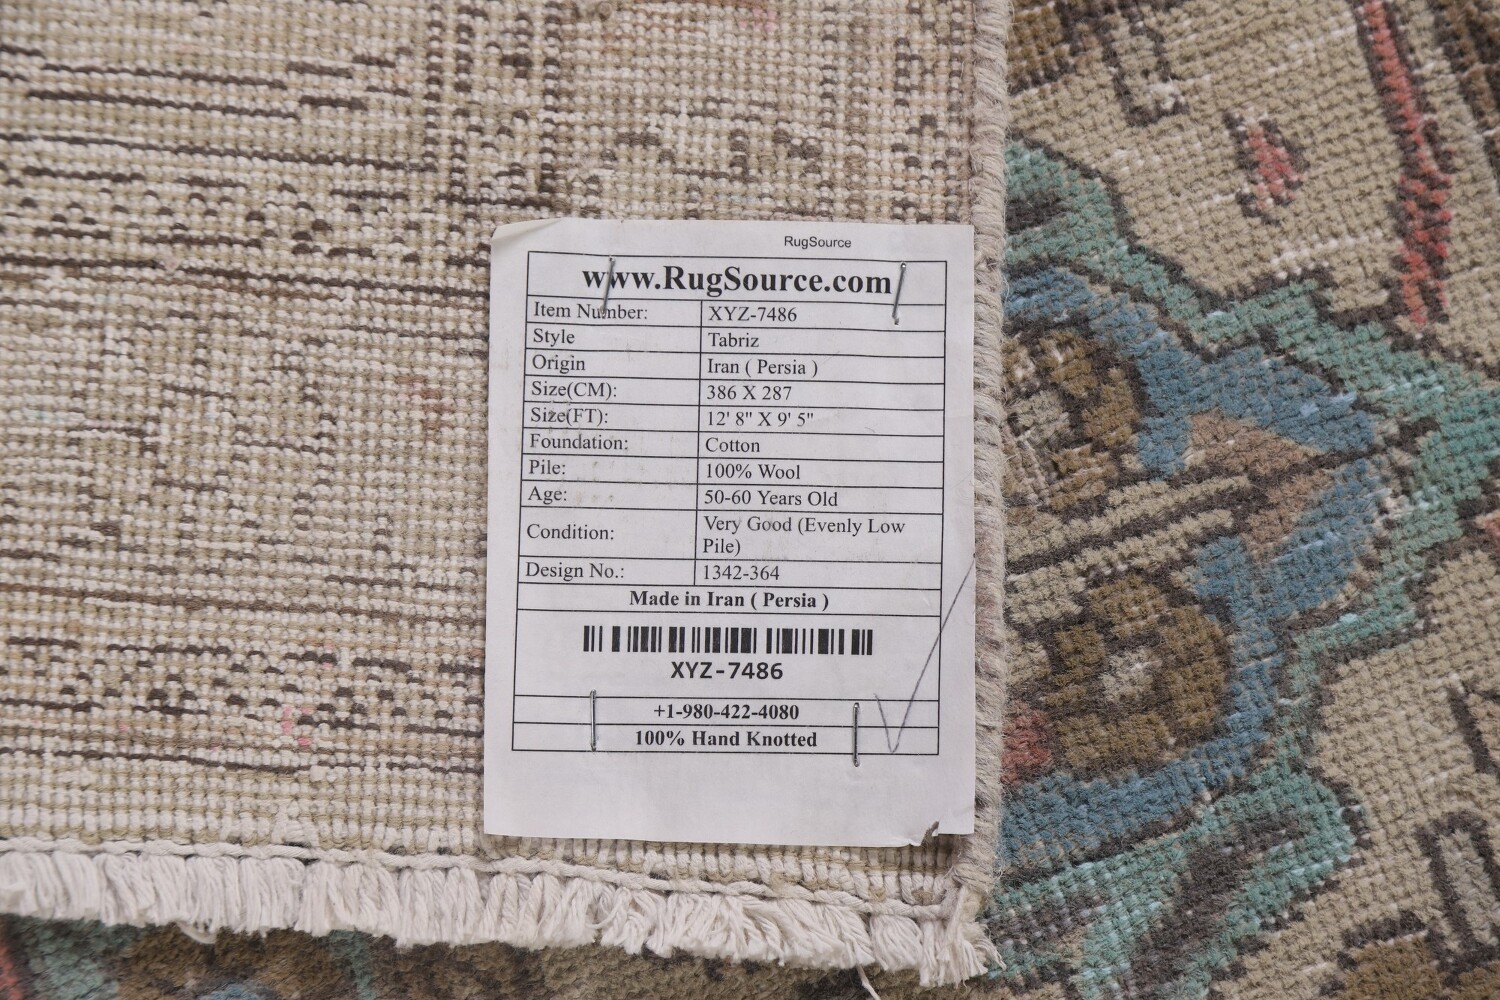 RugSource
www.RugSource.com
Item Number: XYZ-7486
Style Tabriz
Origin Iran ( Persia )
Size(CM): 386 X 287
Size(FT): 12' 8" X 9' 5"
Foundation: Cotton
Pile: 100% Wool
Age: 50-60 Years Old
Condition: Very Good (Evenly Low
Pile)
Design No.: 1342-364
Made in Iran ( Persia )
XYZ-7486
+1-980-422-4080
100% Hand Knotted